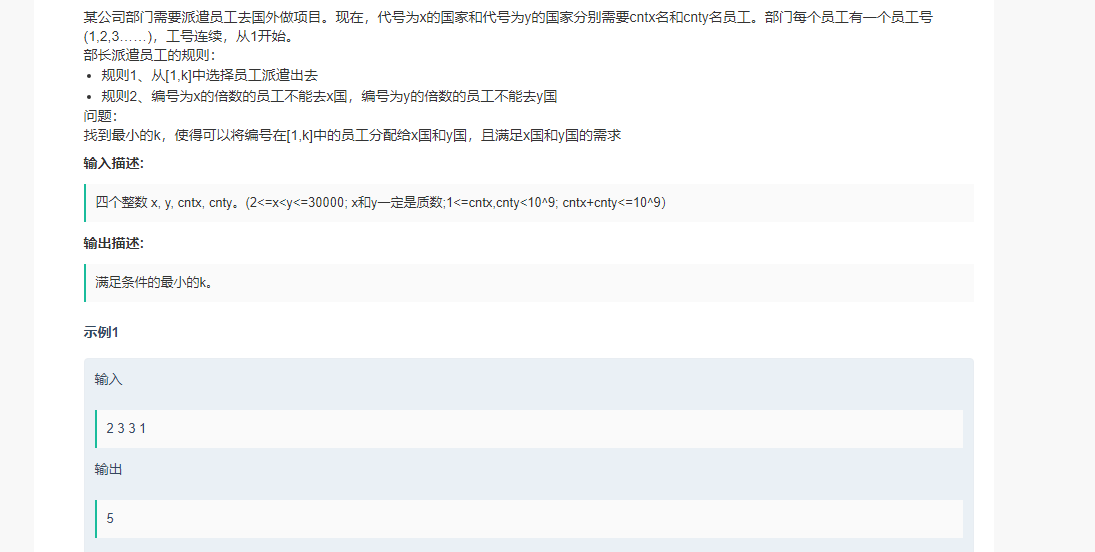 某公司部门需要派遣员工去国外做项目。现在，代号为x的国家和代号为y的国家分别需要cntx名和cnty名员工。部门每个员工有一个员工号
(1,2,3……)，工号连续，从1开始。
部长派遣员工的规则：
• 规则1、从[1,k]中选择员工派遣出去
• 规则2、编号为x的倍数的员工不能去x国，编号为y的倍数的员工不能去y国
问题：
找到最小的k，使得可以将编号在[1,k]中的员工分配给x国和y国，且满足x国和y国的需求
输入描述:
四个整数 x, y, cntx, cnty。(2<=x<y<=30000; x和y一定是质数;1<=cntx,cnty<10^9; cntx+cnty<=10^9)
输出描述:
满足条件的最小的k。
示例1
输入
2 3 3 1
输出
5